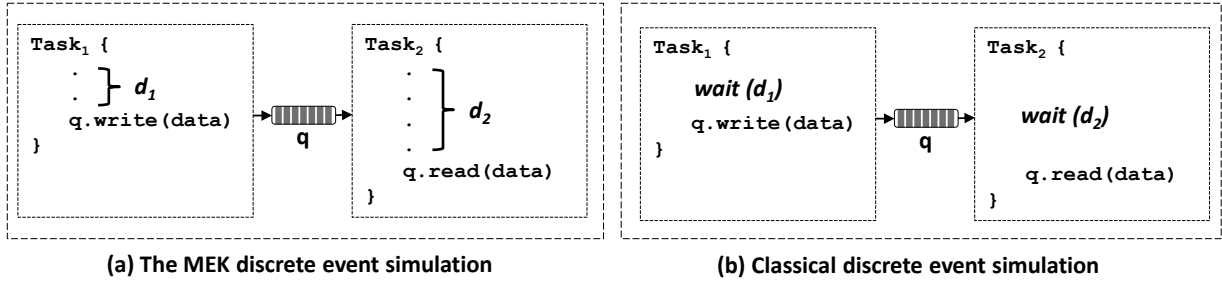 Task₁ {
.
.
d₁
q.write(data)
}
q
Task₂ {
.
.
.
.
d₂
q.read(data)
}
(a) The MEK discrete event simulation
Task₁ {
wait (d₁)
q.write(data)
}
q
Task₂ {
wait (d₂)
q.read(data)
}
(b) Classical discrete event simulation